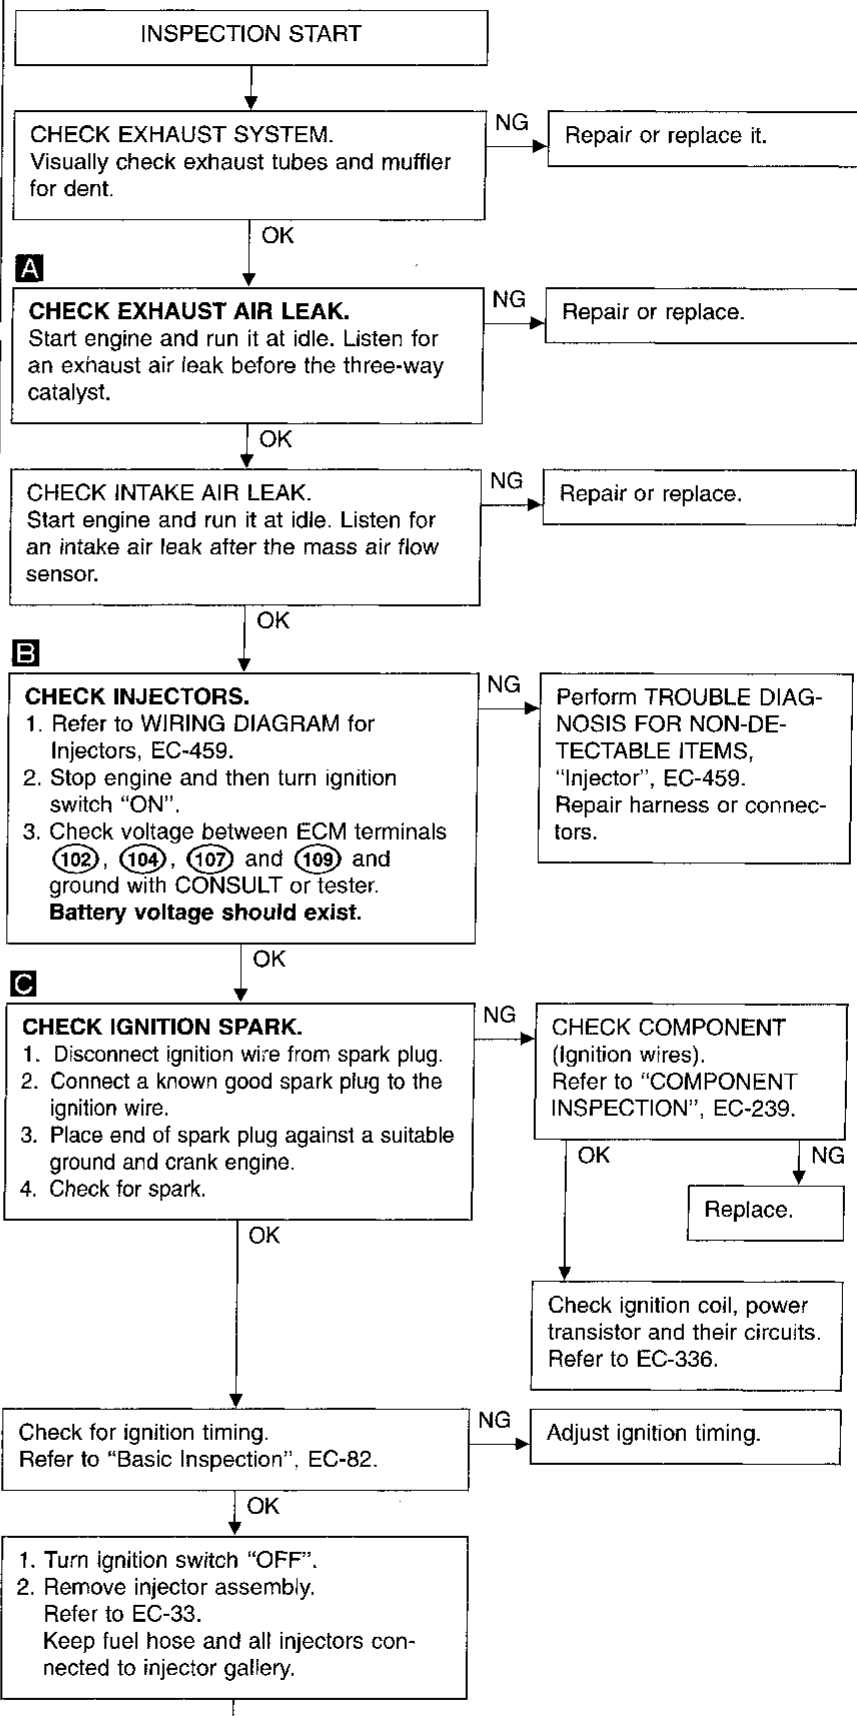 INSPECTION START
CHECK EXHAUST SYSTEM.
Visually check exhaust tubes and muffler
for dent.
NG
Repair or replace it.
OK
A
CHECK EXHAUST AIR LEAK.
Start engine and run it at idle. Listen for
an exhaust air leak before the three-way
catalyst.
NG
Repair or replace.
OK
CHECK INTAKE AIR LEAK.
Start engine and run it at idle. Listen for
an intake air leak after the mass air flow
sensor.
NG
Repair or replace.
OK
B
CHECK INJECTORS.
1. Refer to WIRING DIAGRAM for
Injectors, EC-459.
2. Stop engine and then turn ignition
switch “ON”.
3. Check voltage between ECM terminals
102, 104, 107 and 109 and
ground with CONSULT or tester.
Battery voltage should exist.
NG
Perform TROUBLE DIAG-
NOSIS FOR NON-DE-
TECTABLE ITEMS,
“Injector”, EC-459.
Repair harness or connec-
tors.
OK
C
CHECK IGNITION SPARK.
1. Disconnect ignition wire from spark plug.
2. Connect a known good spark plug to the
ignition wire.
3. Place end of spark plug against a suitable
ground and crank engine.
4. Check for spark.
NG
CHECK COMPONENT
(Ignition wires).
Refer to “COMPONENT
INSPECTION”, EC-239.
OK
NG
Replace.
Check ignition coil, power
transistor and their circuits.
Refer to EC-336.
OK
Check for ignition timing.
Refer to “Basic Inspection”, EC-82.
NG
Adjust ignition timing.
OK
1. Turn ignition switch “OFF”.
2. Remove injector assembly.
Refer to EC-33.
Keep fuel hose and all injectors con-
nected to injector gallery.